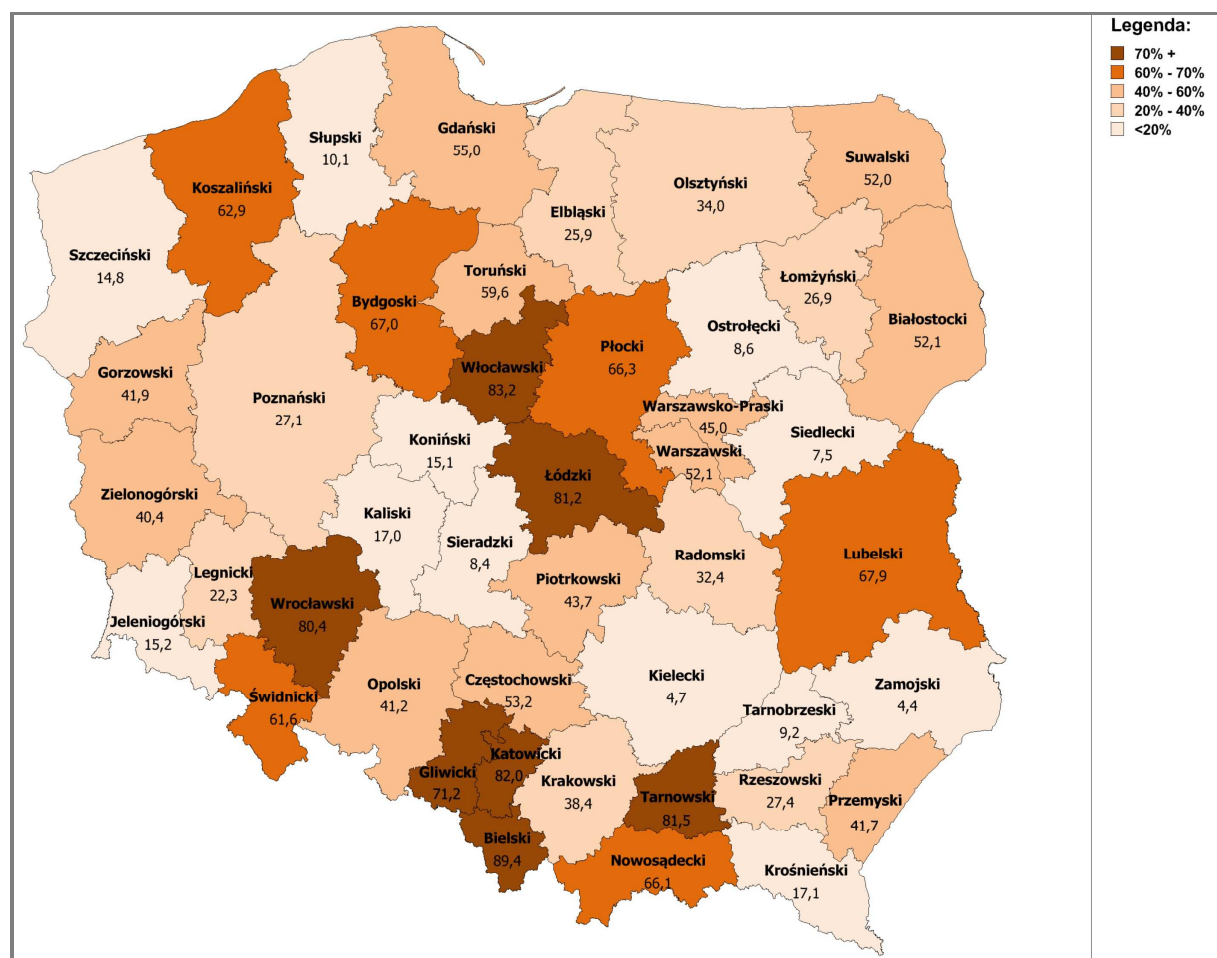 Legenda:
70% +
60% - 70%
40% - 60%
20% - 40%
<20%
Słupski
10,1
Gdański
55,0
Koszaliński
62,9
Suwalski
52,0
Olsztyński
34,0
Elbląski
25,9
Szczeciński
14,8
Toruński
59,6
Łomżyński
26,9
Bydgoski
67,0
Ostrołęcki
8,6
Białostocki
52,1
Płocki
66,3
Włocławski
83,2
Gorzowski
41,9
Poznański
27,1
Warszawsko-Praski
45,0
Siedlecki
7,5
Koniński
15,1
Warszawski
52,1
Łódzki
81,2
Zielonogórski
40,4
Kaliski
17,0
Sieradzki
8,4
Radomski
32,4
Lubelski
67,9
Legnicki
22,3
Piotrkowski
43,7
Wrocławski
80,4
Jeleniogórski
15,2
Kielecki
4,7
Zamojski
4,4
Opolski
41,2
Częstochowski
53,2
Świdnicki
61,6
Tarnobrzeski
9,2
Katowicki
82,0
Gliwicki
71,2
Krakowski
38,4
Tarnowski
81,5
Rzeszowski
27,4
Przemyski
41,7
Bielski
89,4
Nowosądecki
66,1
Krośnieński
17,1